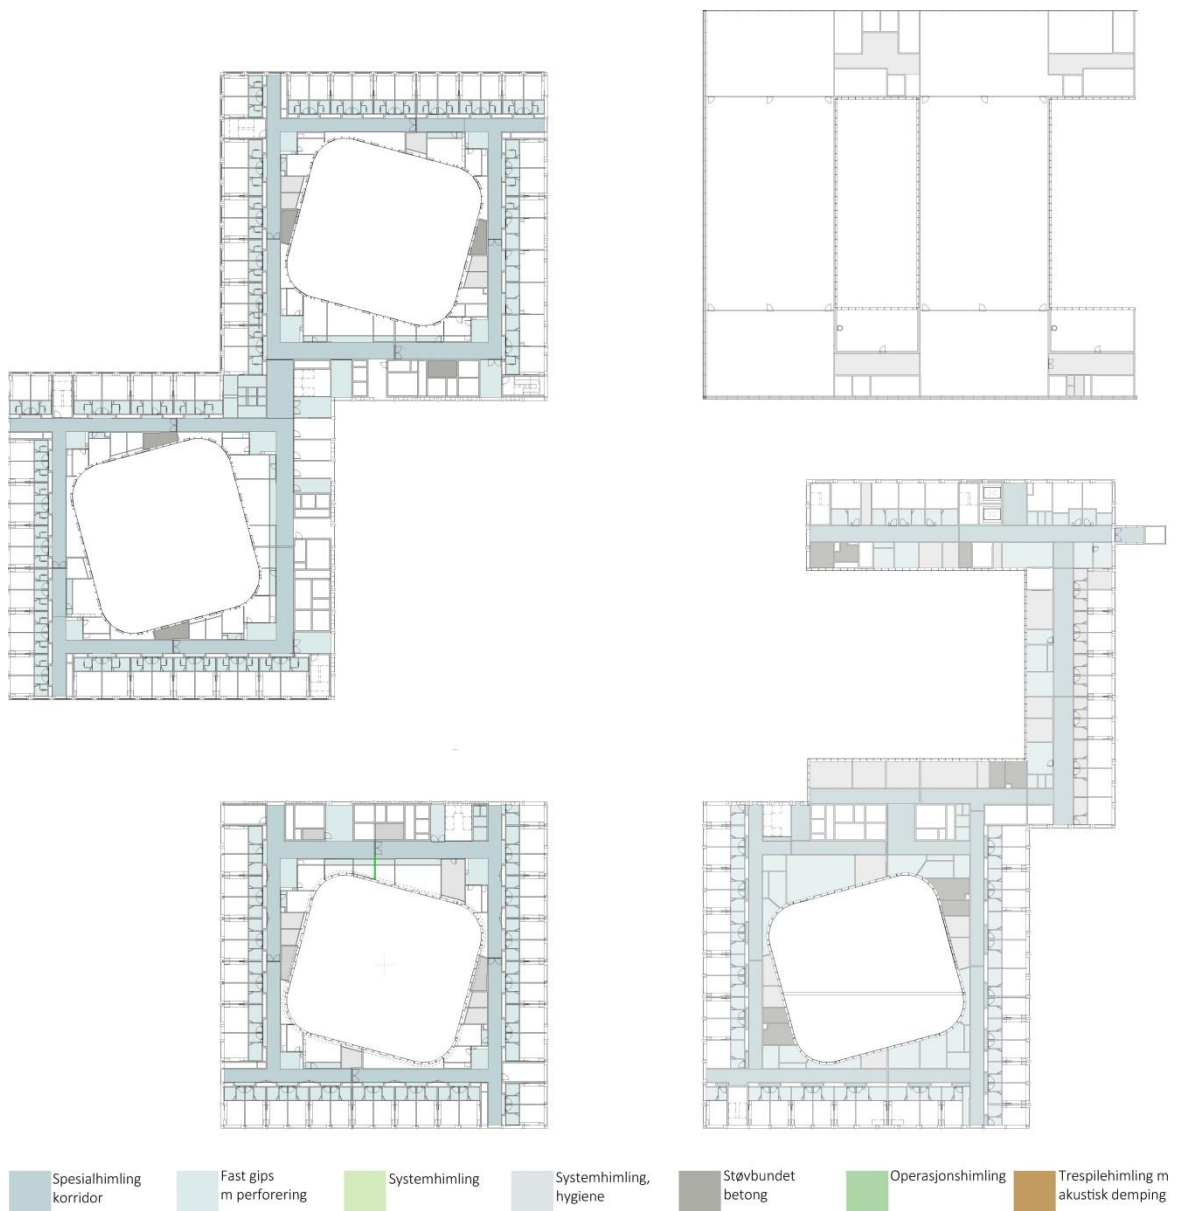 Spesialhimling
korridor
Fast gips
m perforering
Systemhimling
Systemhimling,
hygiene
Støvbundet
betong
Operasjonshimling
Trespilehimling m
akustisk demping